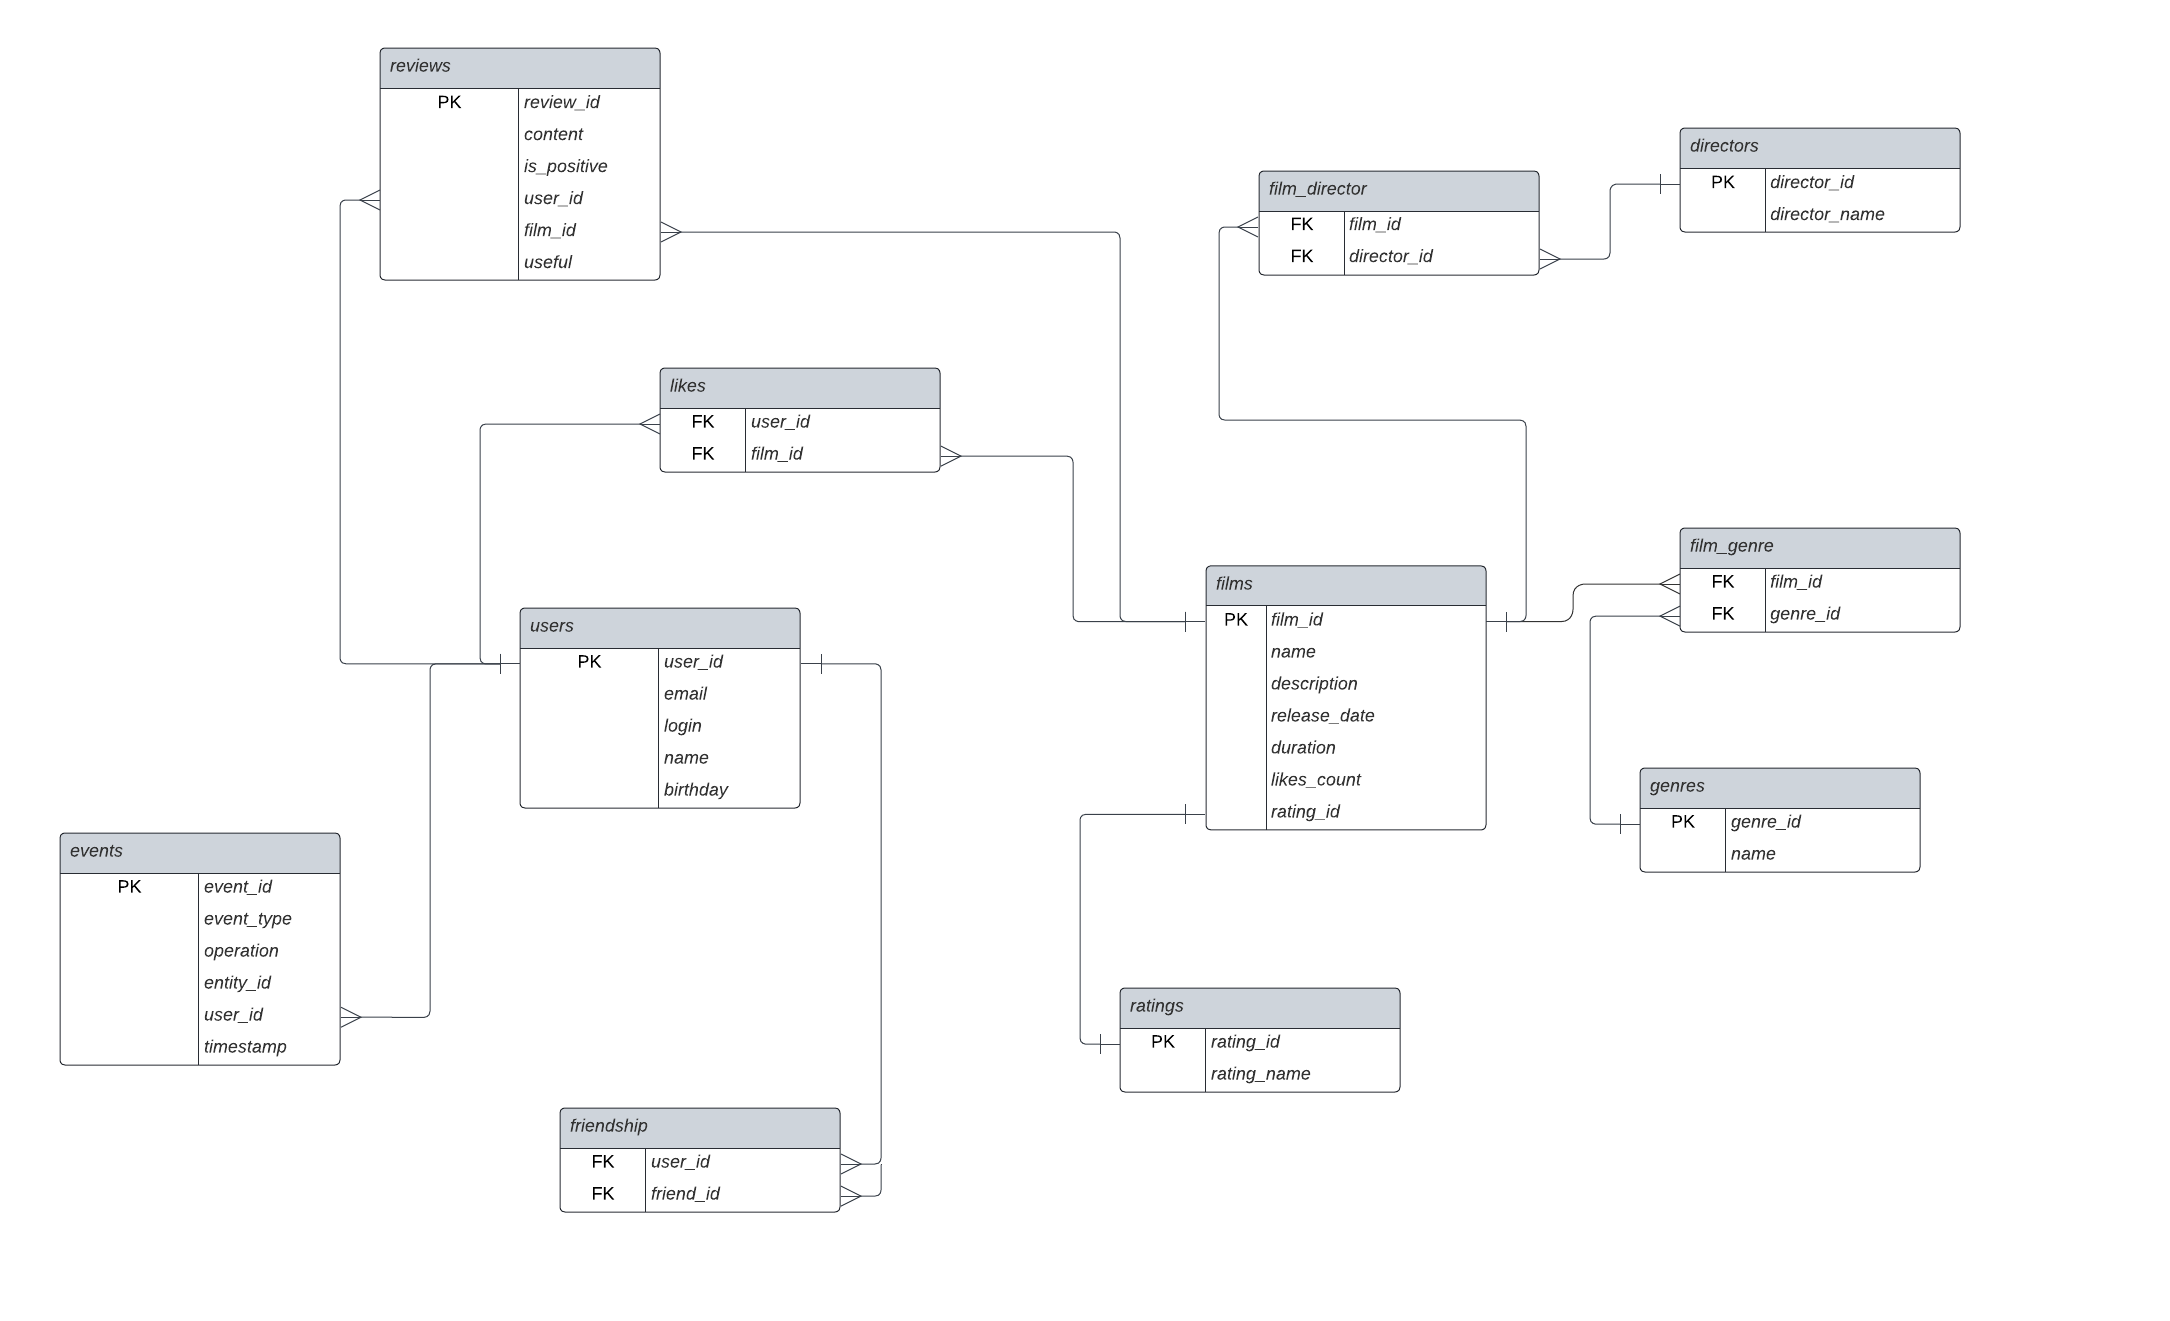 reviews
PK review_id
content
is_positive
user_id
film_id
useful
directors
PK director_id
director_name
film_director
FK film_id
FK director_id
likes
FK user_id
FK film_id
film_genre
FK film_id
FK genre_id
films
PK film_id
name
description
release_date
duration
likes_count
rating_id
users
PK user_id
email
login
name
birthday
genres
PK genre_id
name
events
PK event_id
event_type
operation
entity_id
user_id
timestamp
ratings
PK rating_id
rating_name
friendship
FK user_id
FK friend_id